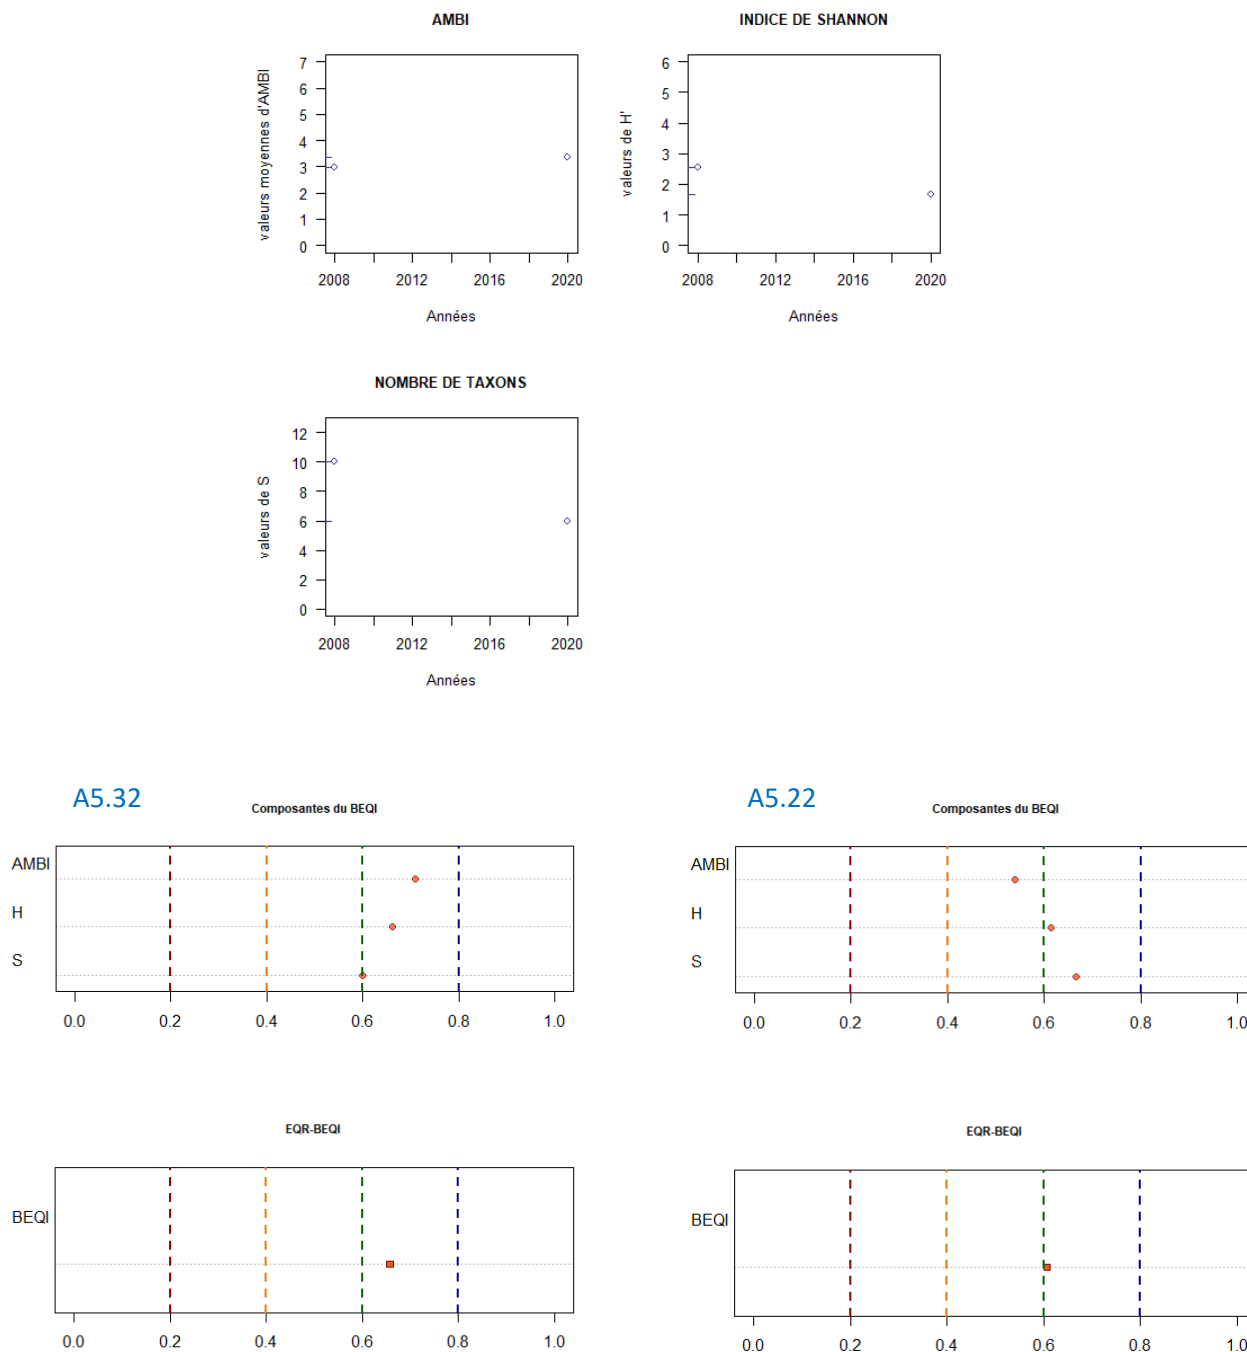 AMBI
valeurs moyennes d'AMBI
7
6
5
4
3
2
1
0
2008 2012 2016 2020
Années
INDICE DE SHANNON
valeurs de H'
6
5
4
3
2
1
0
2008 2012 2016 2020
Années
NOMBRE DE TAXONS
valeurs de S
12
10
8
6
4
2
0
2008 2012 2016 2020
Années
A5.32
Composantes du BEQI
AMBI
H
S
0.0 0.2 0.4 0.6 0.8 1.0
A5.22
Composantes du BEQI
AMBI
H
S
0.0 0.2 0.4 0.6 0.8 1.0
EQR-BEQI
BEQI
0.0 0.2 0.4 0.6 0.8 1.0
EQR-BEQI
BEQI
0.0 0.2 0.4 0.6 0.8 1.0